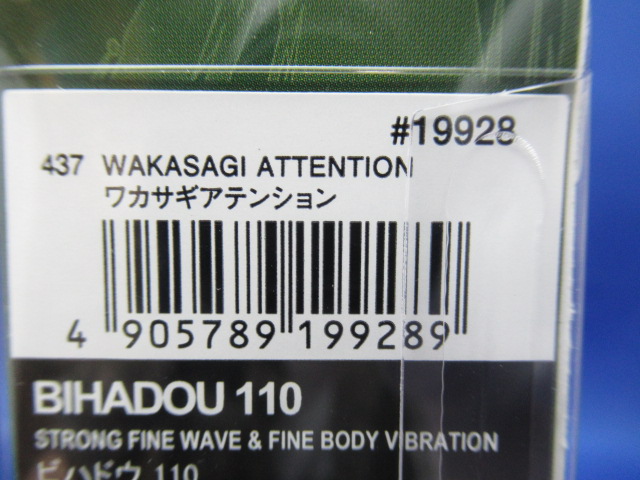 #19928
437 WAKASAGI ATTENTION
ワカサギアテンション
4 905789 199289
BIHADOU 110
STRONG FINE WAVE & FINE BODY VIBRATION
ビハドウ 110